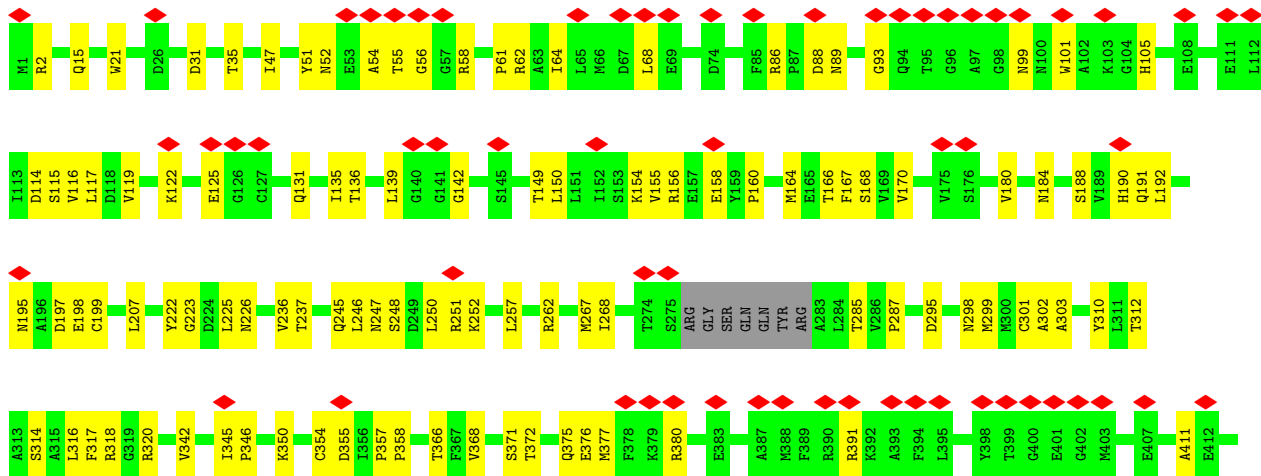 M1 R2 Q15 W21 D26 D31 T35 I47 Y51 N52 E53 A54 T55 G56 G57 R58 P61 R62 A63 I64 L65 M66 D67 L68 E69 D74 F85 R86 P87 D88 N89 G93 Q94 T95 G96 A97 G98 N99 N100 W101 A102 K103 G104 H105 E108 E111 L112
I113 D114 S115 V116 L117 D118 V119 K122 E125 G126 C127 Q131 I135 T136 L139 G140 G141 G142 S145 T149 L150 L151 I152 S153 K154 V155 R156 E157 E158 Y159 P160 M164 E165 T166 F167 S168 V169 V170 V175 S176 V180 N184 S188 V189 H190 Q191 L192
N195 A196 D197 E198 C199 L207 Y222 G223 D224 L225 N226 V236 T237 Q245 L246 N247 S248 D249 L250 R251 K252 L257 R262 M267 I268 T274 S275 ARG GLY SER GLN GLN TYR ARG A283 L284 T285 V286 P287 D295 N298 M299 M300 C301 A302 A303 Y310 L311 T312
A313 S314 A315 L316 F317 R318 G319 R320 V342 I345 P346 K350 C354 D355 I356 P357 P358 T366 F367 V368 S371 T372 Q375 E376 M377 F378 K379 R380 E383 A387 M388 F389 R390 R391 K392 A393 F394 L395 Y398 T399 G400 E401 G402 M403 E407 A411 E412